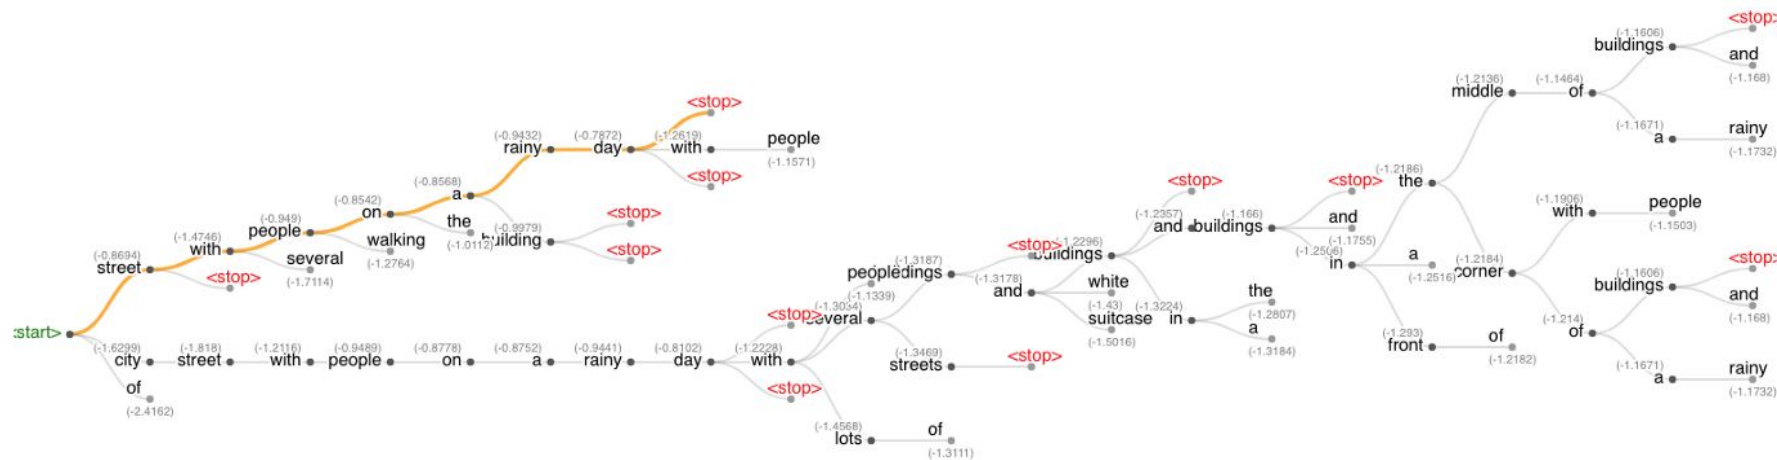 <stop>
(-1.1606)
buildings
and
(-1.168)
(-1.2136)
middle
(-1.1464)
of
(-1.1671)
a
rainy
(-1.1732)
<stop>
(-0.9432)
rainy
(-0.7872)
day
(-1.2619)
with
people
(-1.1571)
<stop>
(-0.8568)
a
(-0.8542)
on
the
(-1.0112)
(-0.9979)
building
<stop>
<stop>
(-0.949)
people
walking
(-1.2764)
(-1.4746)
with
several
(-1.7114)
(-0.8694)
street
<stop>
<stop>
(-1.2186)
the
<stop>
(-1.2357)
and
(-1.166)
buildings
and
(-1.1755)
in
a
(-1.2516)
(-1.1906)
with
people
(-1.1503)
(-1.2184)
corner
(-1.1606)
buildings
<stop>
and
(-1.168)
(-1.214)
of
(-1.1671)
a
rainy
(-1.1732)
(-1.293)
front
of
(-1.2182)
<stop>
(-1.2296)
buildings
(-1.3187)
people
(-1.1339)
(-1.3178)
and
white
(-1.43)
suitcase
(-1.5016)
(-1.3224)
in
the
(-1.2807)
a
(-1.3184)
several
(-1.3469)
streets
<stop>
start>
(-1.6299)
city
(-1.818)
street
(-1.2116)
with
(-0.9489)
people
(-0.8778)
on
(-0.8752)
a
(-0.9441)
rainy
(-0.8102)
day
<stop>
(-1.2228)
with
<stop>
of
(-2.4162)
(-1.4568)
lots
of
(-1.3111)